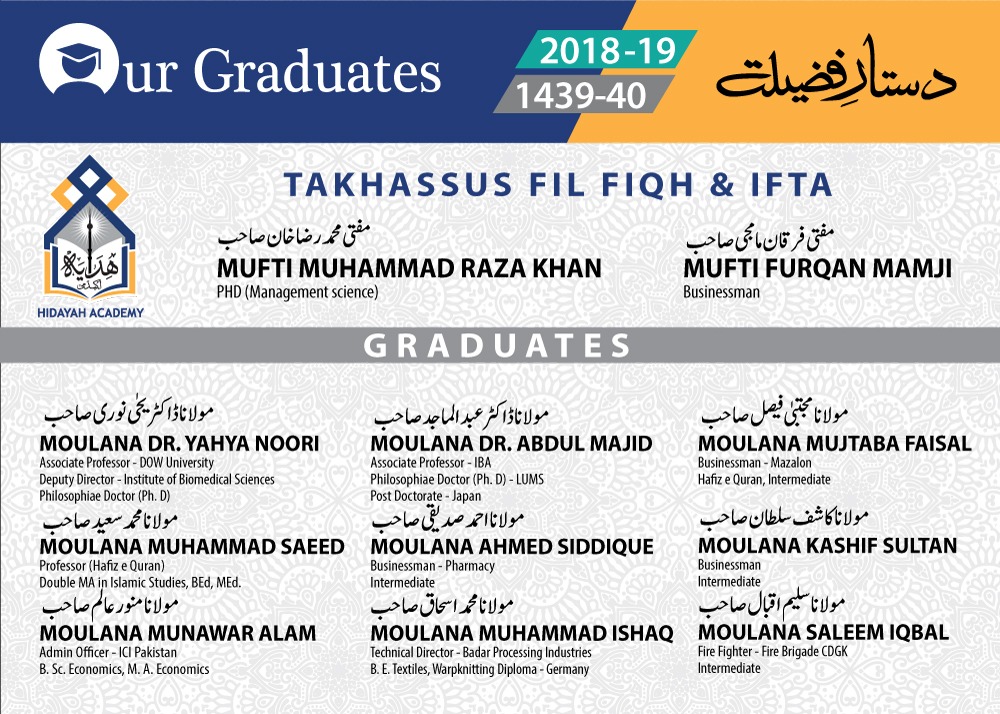 Our Graduates
2018-19
1439-40
دستارِ فضیلت
TAKHASSUS FIL FIQH & IFTA
ھدایہ
اکیڈمی
HIDAYAH ACADEMY
مفتی محمد رضا خان صاحب
MUFTI MUHAMMAD RAZA KHAN
PHD (Management science)
مفتی فرقان مامجی صاحب
MUFTI FURQAN MAMJI
Businessman
GRADUATES
مولانا ڈاکٹر یحیٰی نوری صاحب
MOULANA DR. YAHYA NOORI
Associate Professor - DOW University
Deputy Director - Institute of Biomedical Sciences
Philosophiae Doctor (Ph. D)
مولانا ڈاکٹر عبد الماجد صاحب
MOULANA DR. ABDUL MAJID
Associate Professor - IBA
Philosophiae Doctor (Ph. D) - LUMS
Post Doctorate - Japan
مولانا مجتبیٰ فیصل صاحب
MOULANA MUJTABA FAISAL
Businessman - Mazalon
Hafiz e Quran, Intermediate
مولانا محمد سعید صاحب
MOULANA MUHAMMAD SAEED
Professor (Hafiz e Quran)
Double MA in Islamic Studies, BEd, MEd.
مولانا احمد صدیقی صاحب
MOULANA AHMED SIDDIQUE
Businessman - Pharmacy
Intermediate
مولانا کاشف سلطان صاحب
MOULANA KASHIF SULTAN
Businessman
Intermediate
مولانا منور عالم صاحب
MOULANA MUNAWAR ALAM
Admin Officer - ICI Pakistan
B. Sc. Economics, M. A. Economics
مولانا محمد اسحاق صاحب
MOULANA MUHAMMAD ISHAQ
Technical Director - Badar Processing Industries
B. E. Textiles, Warpknitting Diploma - Germany
مولانا سلیم اقبال صاحب
MOULANA SALEEM IQBAL
Fire Fighter - Fire Brigade CDGK
Intermediate